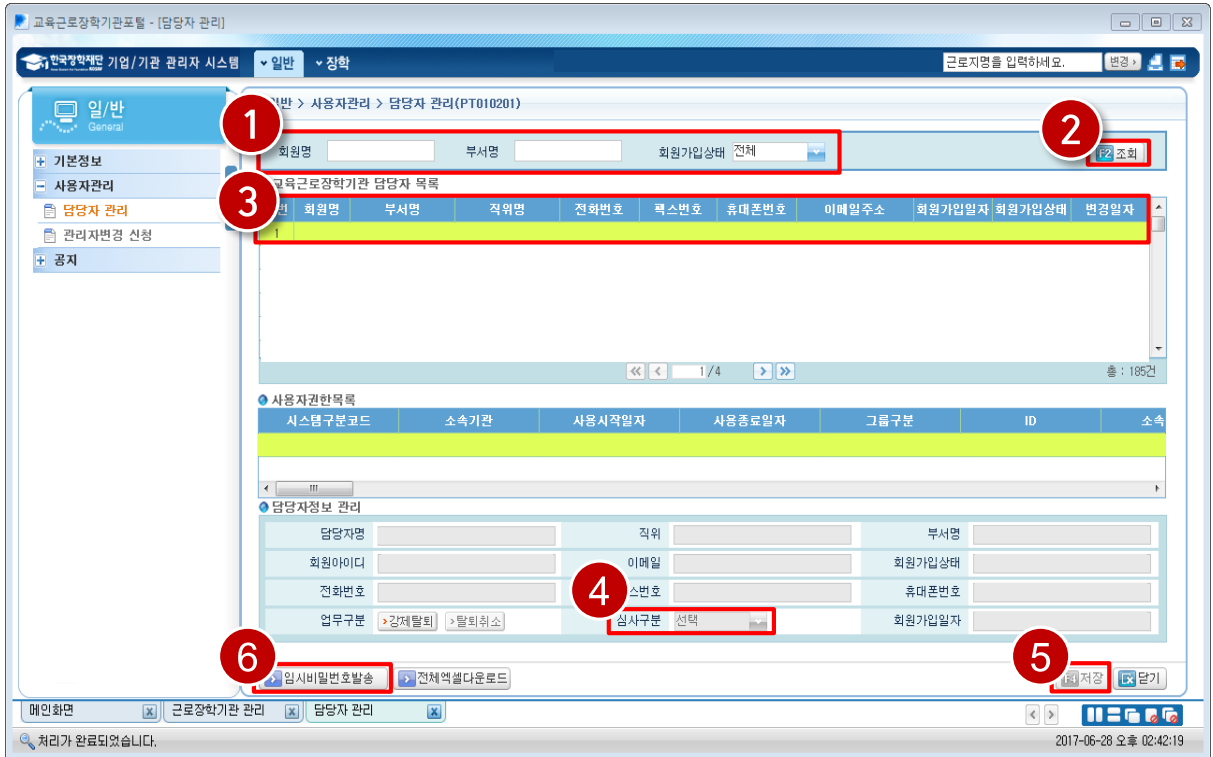 교육근로장학기관포털 - [담당자 관리]
한국장학재단 기업/기관 관리자 시스템
일반 장학
근로지명을 입력하세요. 변경
일/반
General
기본정보
사용자관리
담당자 관리
관리자변경 신청
공지
반 > 사용자관리 > 담당자 관리(PT010201)
1
2
회원명 부서명 회원가입상태 전체
F2 조회
교육근로장학기관 담당자 목록
3
번 회원명 부서명 직위명 전화번호 팩스번호 휴대폰번호 이메일주소 회원가입일자 회원가입상태 변경일자
1
1/4
총 : 185건
사용자권한목록
시스템구분코드 소속기관 사용시작일자 사용종료일자 그룹구분 ID 소속
담당자정보 관리
담당자명 직위 부서명
회원아이디 이메일 회원가입상태
전화번호 스번호 휴대폰번호
4
업무구분 >강제탈퇴 >탈퇴취소 심사구분 선택 회원가입일자
6
5
임시비밀번호발송 전체엑셀다운로드 저장 EX 닫기
메인화면 X 근로장학기관 관리 X 담당자 관리 X
처리가 완료되었습니다. 2017-06-28 오후 02:42:19